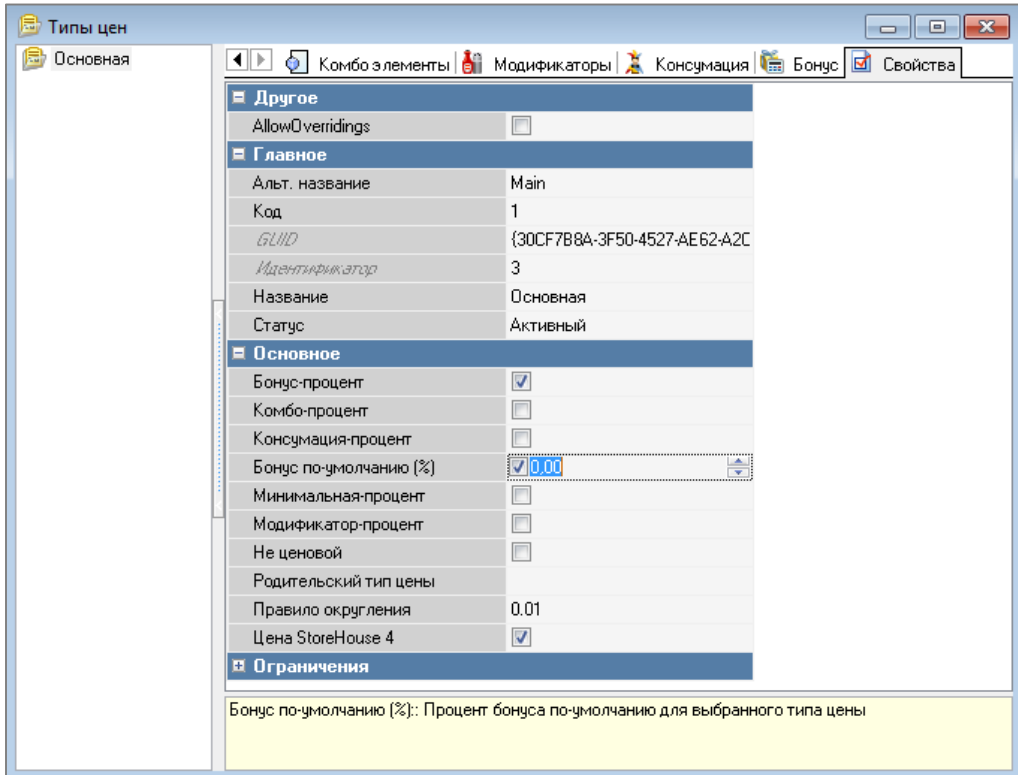 Типы цен
Основная
Комбо элементы Модификаторы Консумация Бонус Свойства
Другое
AllowOverridings
Главное
Альт. название Main
Код 1
GUID {30CF7B8A-3F50-4527-AE62-A2C
Идентификатор 3
Название Основная
Статус Активный
Основное
Бонус-процент
Комбо-процент
Консумация-процент
Бонус по-умолчанию (%) 0,00
Минимальная-процент
Модификатор-процент
Не ценовой
Родительский тип цены
Правило округления 0.01
Цена StoreHouse 4
Ограничения
Бонус по-умолчанию (%):: Процент бонуса по-умолчанию для выбранного типа цены